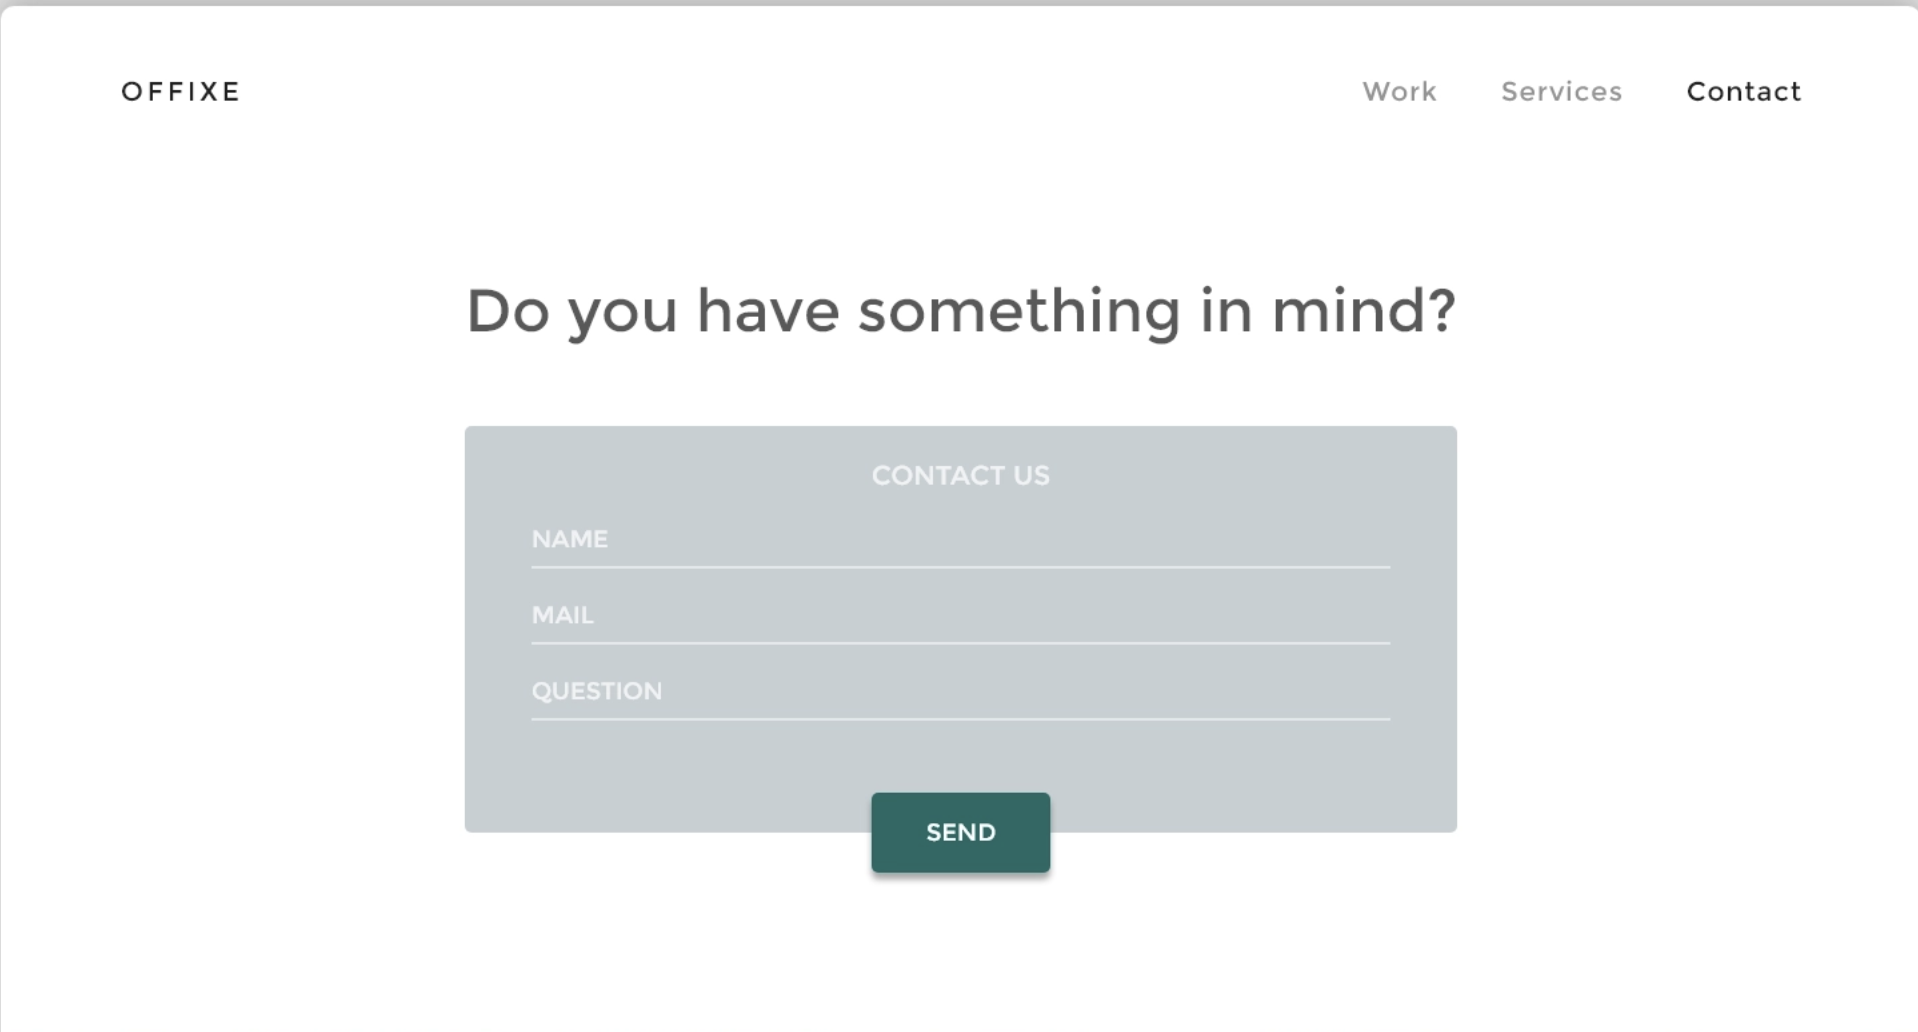 OFFIXE
Work Services Contact
Do you have something in mind?
CONTACT US
NAME
MAIL
QUESTION
SEND